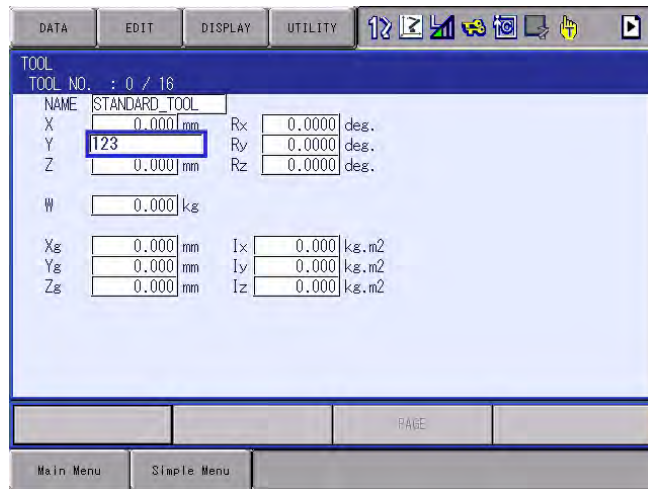 DATA EDIT DISPLAY UTILITY
TOOL
TOOL NO. : 0 / 16
NAME STANDARD_TOOL
X 0.000 mm Rx 0.0000 deg.
Y 123 Ry 0.0000 deg.
Z 0.000 mm Rz 0.0000 deg.
W 0.000 kg
Xg 0.000 mm Ix 0.000 kg.m2
Yg 0.000 mm Iy 0.000 kg.m2
Zg 0.000 mm Iz 0.000 kg.m2
PAGE
Main Menu Simple Menu